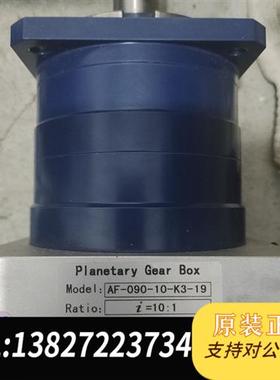 Planetary Gear Box
Model: AF-090-10-K3-19
Ratio: i=10:1
原装正
支持对公
:13827223734